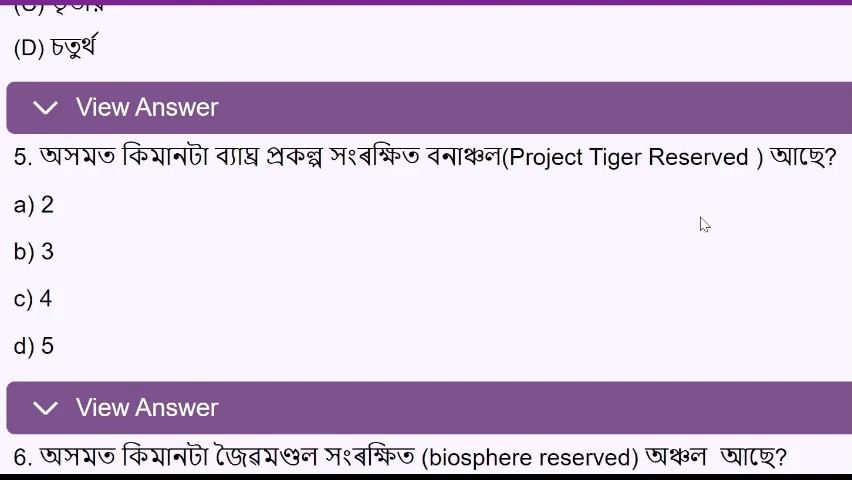 (D) চতুৰ্থ
View Answer
5. অসমত কিমানটা ব্যাঘ্ৰ প্ৰকল্প সংৰক্ষিত বনাঞ্চল(Project Tiger Reserved ) আছে?
a) 2
b) 3
c) 4
d) 5
View Answer
6. অসমত কিমানটা জৈৱমণ্ডল সংৰক্ষিত (biosphere reserved) অঞ্চল আছে?